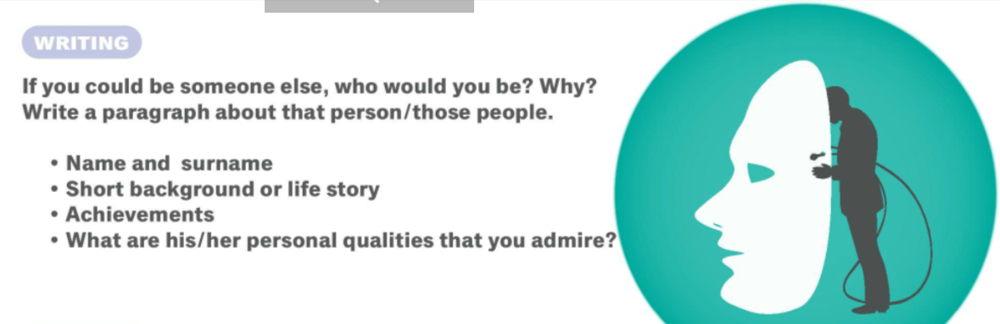 WRITING
If you could be someone else, who would you be? Why?
Write a paragraph about that person/those people.
• Name and surname
• Short background or life story
• Achievements
• What are his/her personal qualities that you admire?